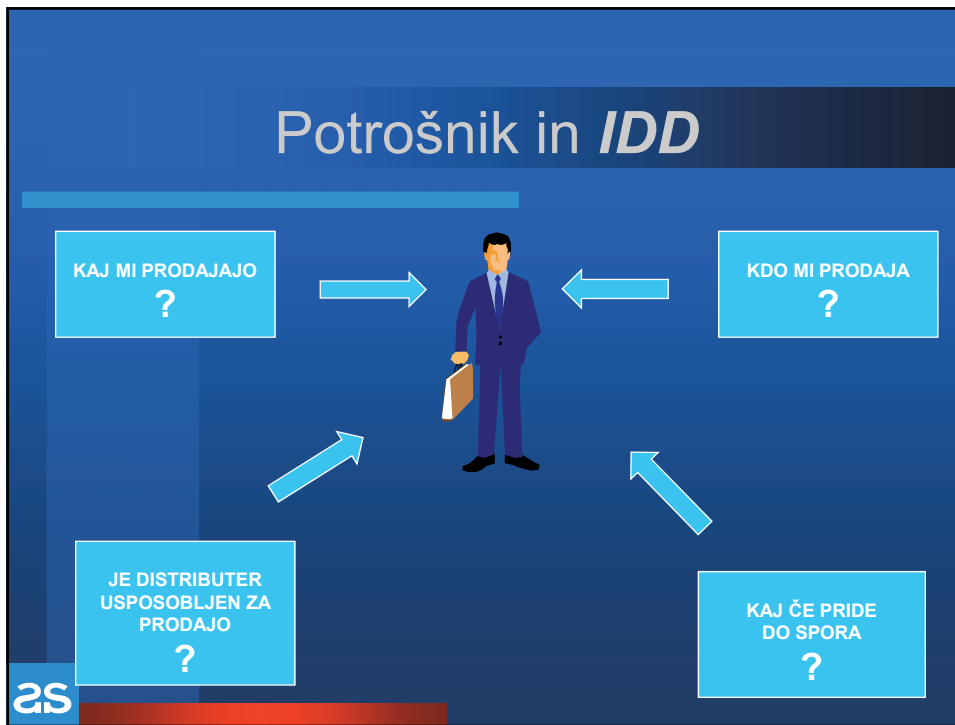 Potrošnik in IDD
KAJ MI PRODAJAJO
?
KDO MI PRODAJA
?
JE DISTRIBUTER
USPOSOBLJEN ZA
PRODAJO
?
KAJ ČE PRIDE
DO SPORA
?
as